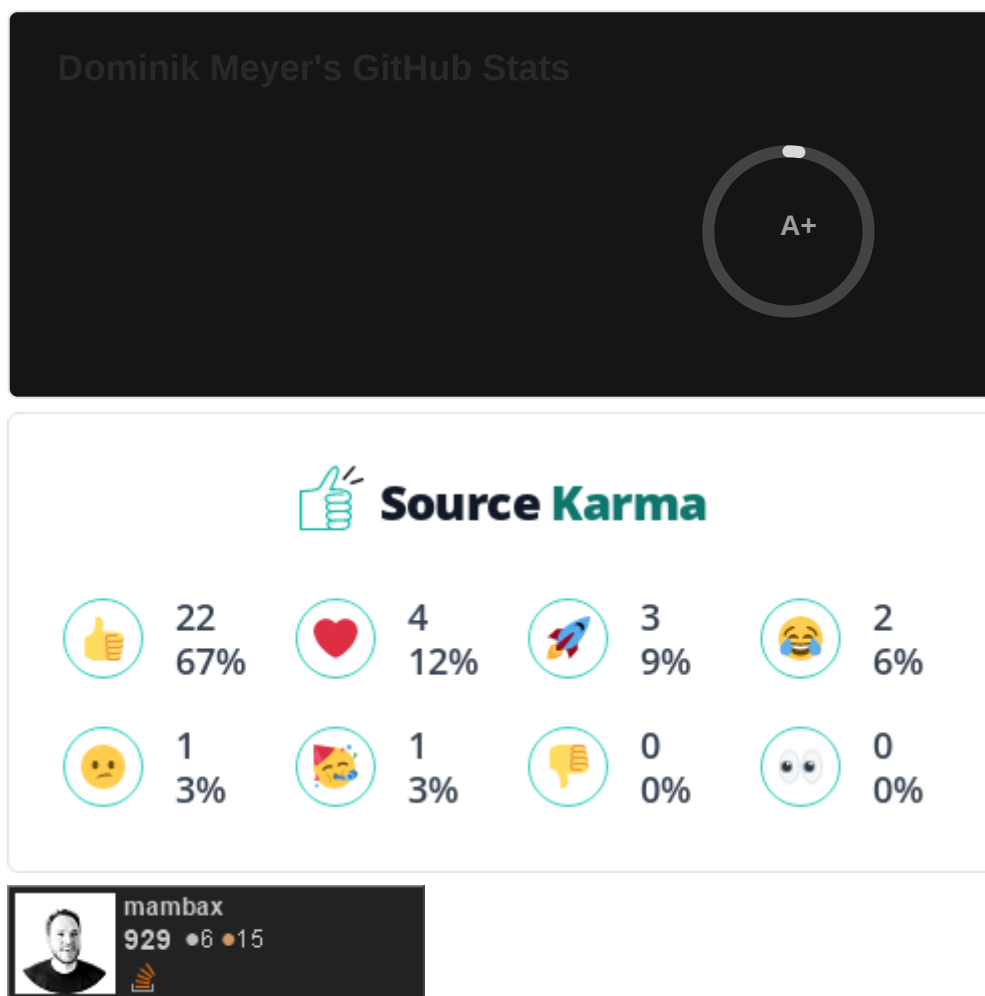 Dominik Meyer's GitHub Stats
A+
Source Karma
22 4 3 2
67% 12% 9% 6%
1 1 0 0
3% 3% 0% 0%
mambax
929 ●6 ●15